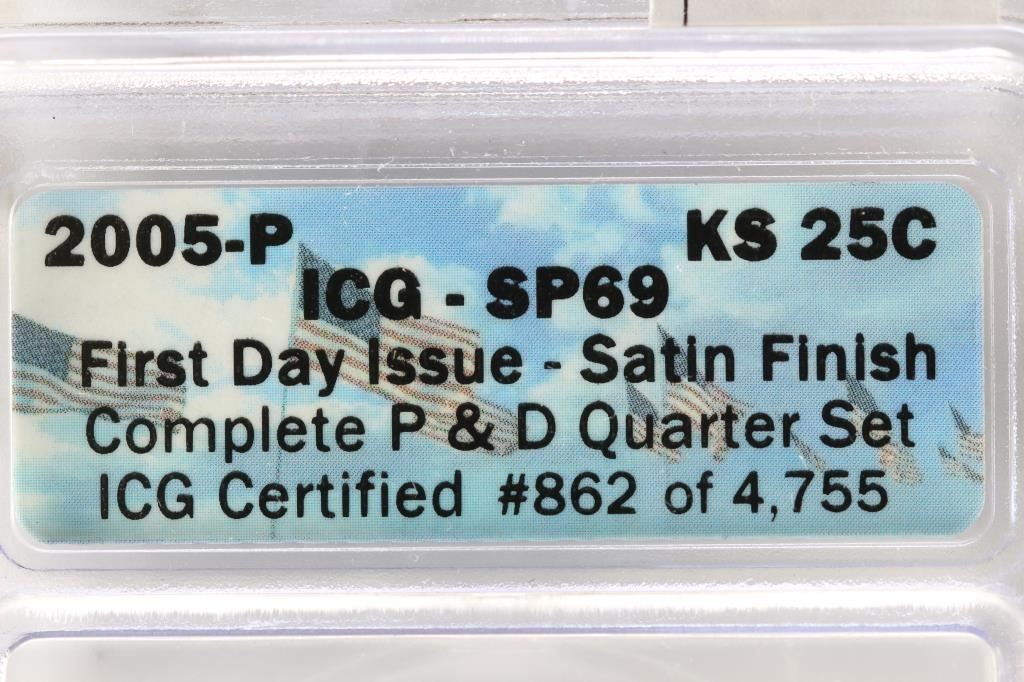 2005-P KS 25C
ICG - SP69
First Day Issue - Satin Finish
Complete P & D Quarter Set
ICG Certified #862 of 4,755